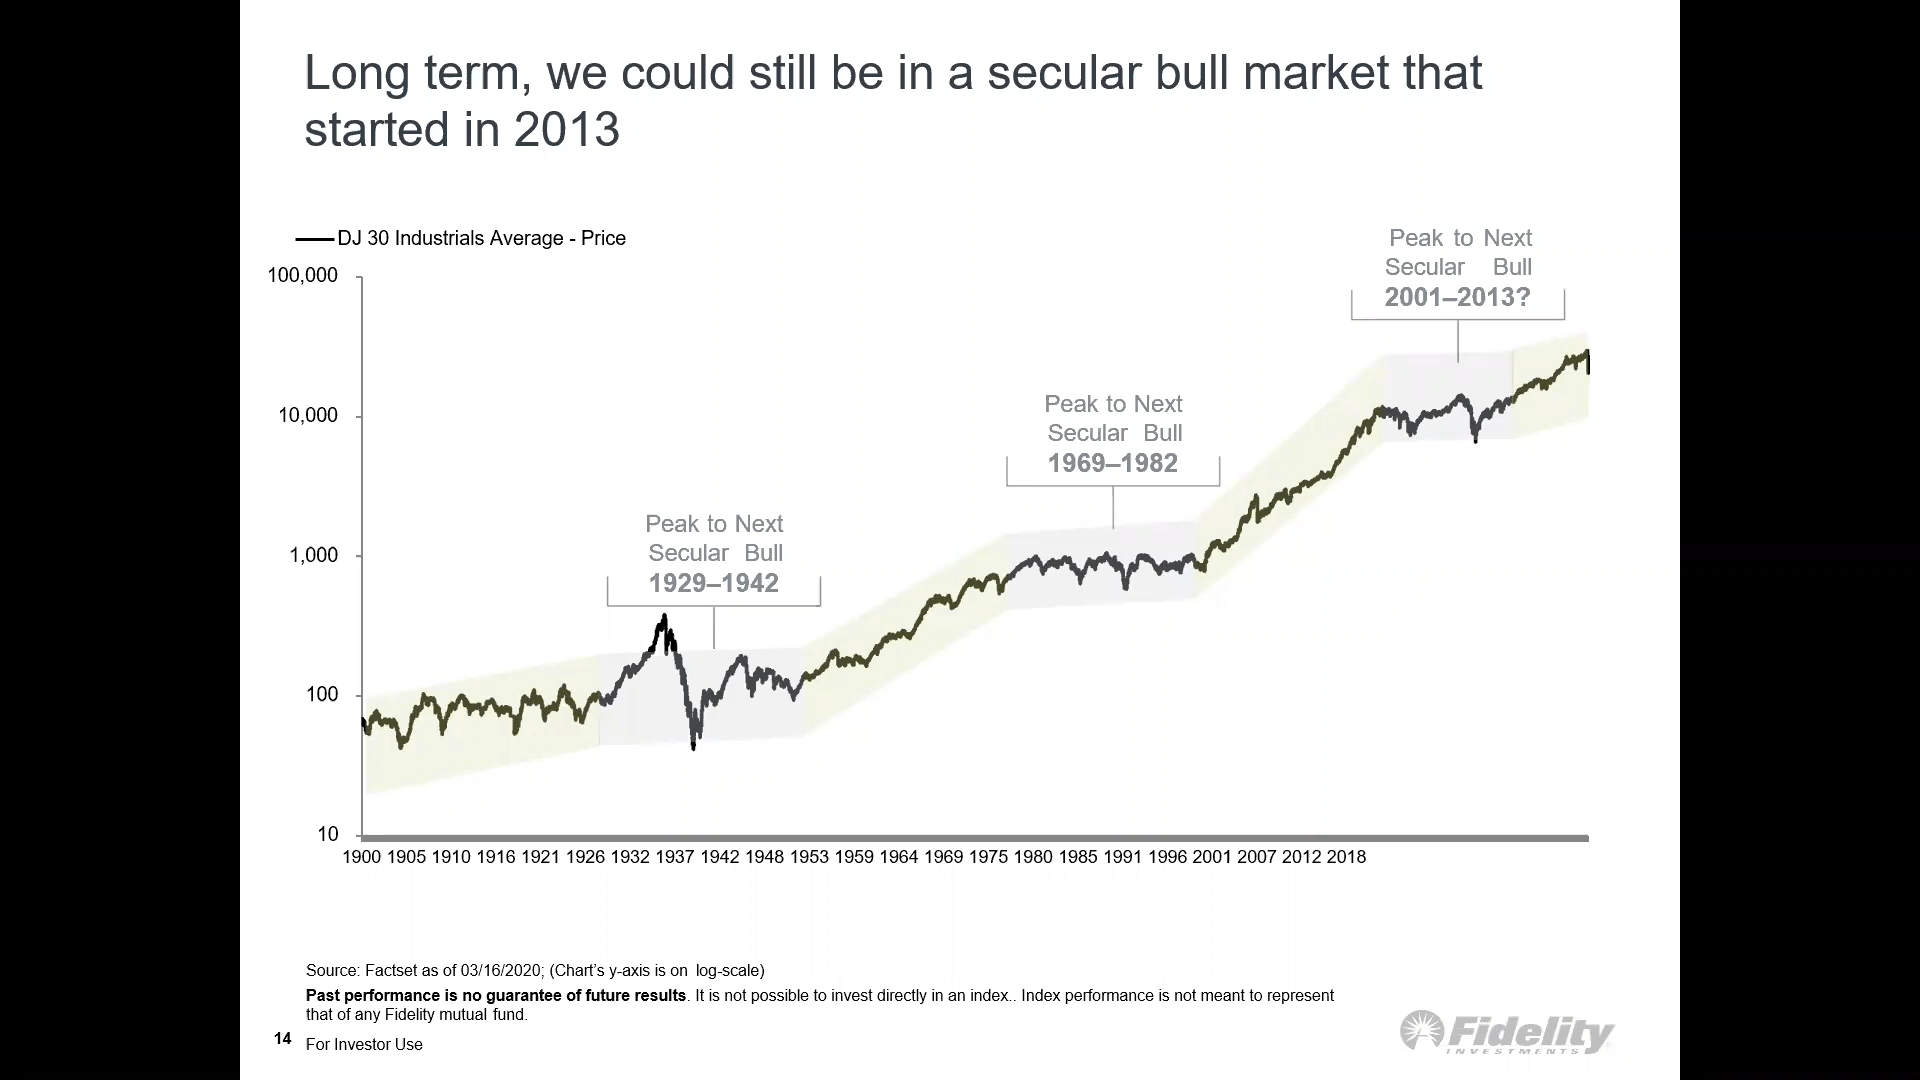 Long term, we could still be in a secular bull market that
started in 2013
DJ 30 Industrials Average - Price
Peak to Next
Secular Bull
2001–2013?
100,000
10,000
1,000
100
10
Peak to Next
Secular Bull
1969–1982
Peak to Next
Secular Bull
1929–1942
1900 1905 1910 1916 1921 1926 1932 1937 1942 1948 1953 1959 1964 1969 1975 1980 1985 1991 1996 2001 2007 2012 2018
Source: Factset as of 03/16/2020; (Chart’s y-axis is on log-scale)
Past performance is no guarantee of future results. It is not possible to invest directly in an index.. Index performance is not meant to represent
that of any Fidelity mutual fund.
14 For Investor Use
Fidelity
INVESTMENTS